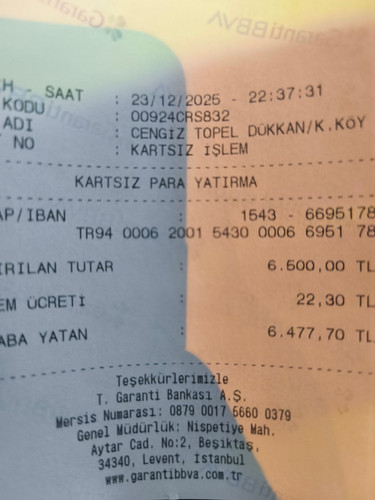 GarantiBBVA
H SAAT : 23/12/2025 - 22:37:31
KODU : 00924CRS832
ADI : CENGİZ TOPEL DÜKKAN/K.KÖY
NO : KARTSIZ İŞLEM
KARTSIZ PARA YATIRMA
AP/IBAN : 1543 - 6695178
TR94 0006 2001 5430 0006 6951 78
IRILAN TUTAR : 6.500,00 TL
EM ÜCRETİ : 22,30 TL
ABA YATAN : 6.477,70 TL
Teşekkürlerimizle
T. Garanti Bankası A.Ş.
Mersis Numarası: 0879 0017 5660 0379
Genel Müdürlük: Nispetiye Mah.
Aytar Cad. No:2, Beşiktaş,
34340, Levent, İstanbul
www.garantibbva.com.tr